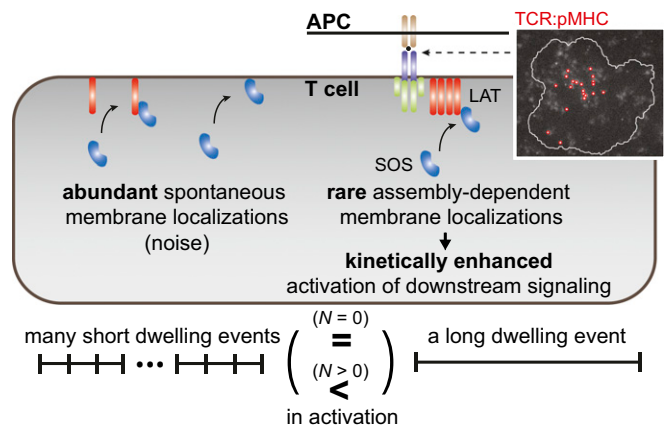 APC
TCR:pMHC
T cell
LAT
SOS
abundant spontaneous
membrane localizations
(noise)
rare assembly-dependent
membrane localizations
kinetically enhanced
activation of downstream signaling
many short dwelling events
(N = 0)
=
(N > 0)
<
in activation
a long dwelling event